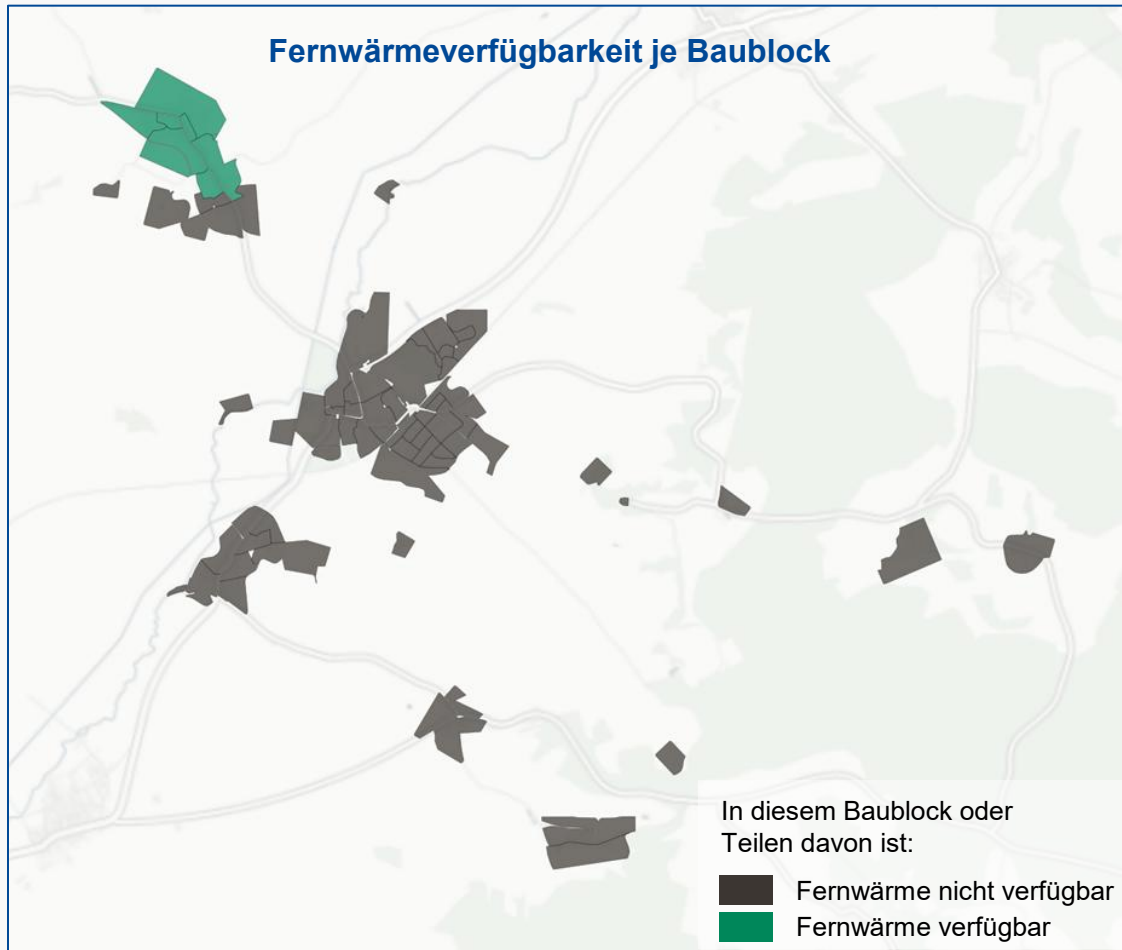 Fernwärmeverfügbarkeit je Baublock
In diesem Baublock oder
Teilen davon ist:
Fernwärme nicht verfügbar
Fernwärme verfügbar